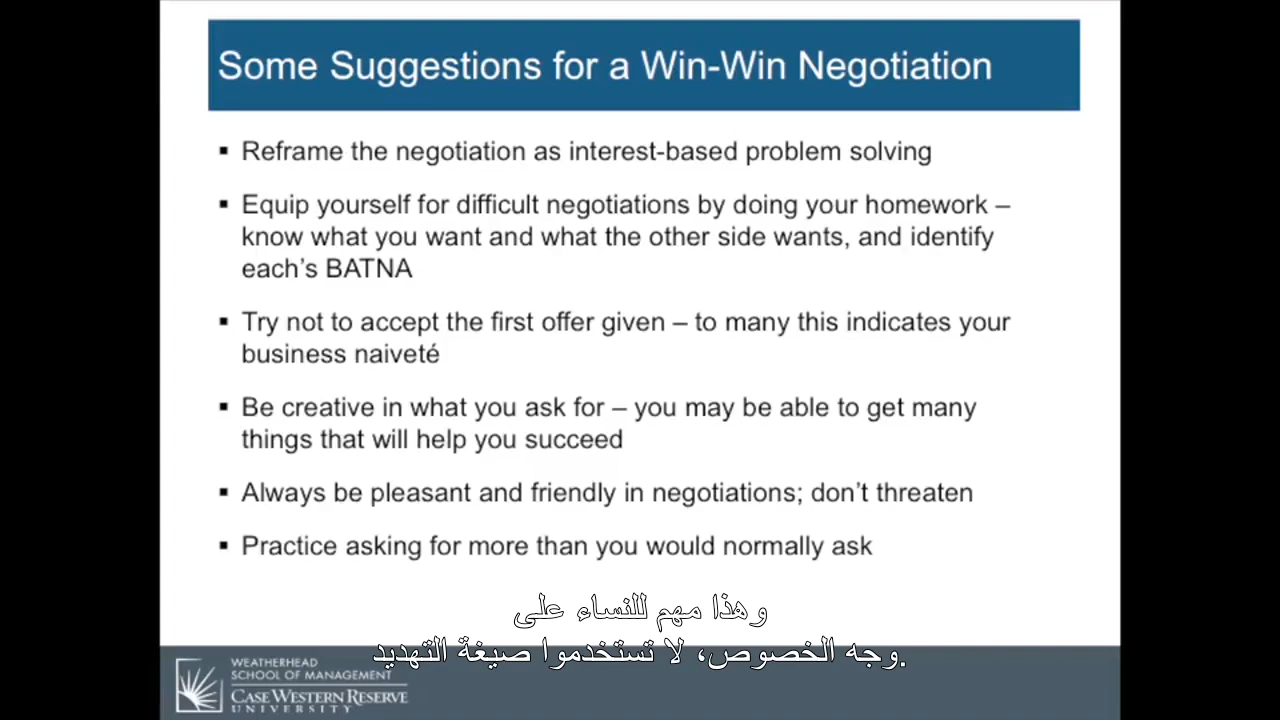 Some Suggestions for a Win-Win Negotiation
▪ Reframe the negotiation as interest-based problem solving
▪ Equip yourself for difficult negotiations by doing your homework –
know what you want and what the other side wants, and identify
each’s BATNA
▪ Try not to accept the first offer given – to many this indicates your
business naiveté
▪ Be creative in what you ask for – you may be able to get many
things that will help you succeed
▪ Always be pleasant and friendly in negotiations; don’t threaten
▪ Practice asking for more than you would normally ask
وهذا مهم للنساء على
وجه الخصوص، لا تستخدموا صيغة التهديد.
WEATHERHEAD
SCHOOL OF MANAGEMENT
CASE WESTERN RESERVE
UNIVERSITY